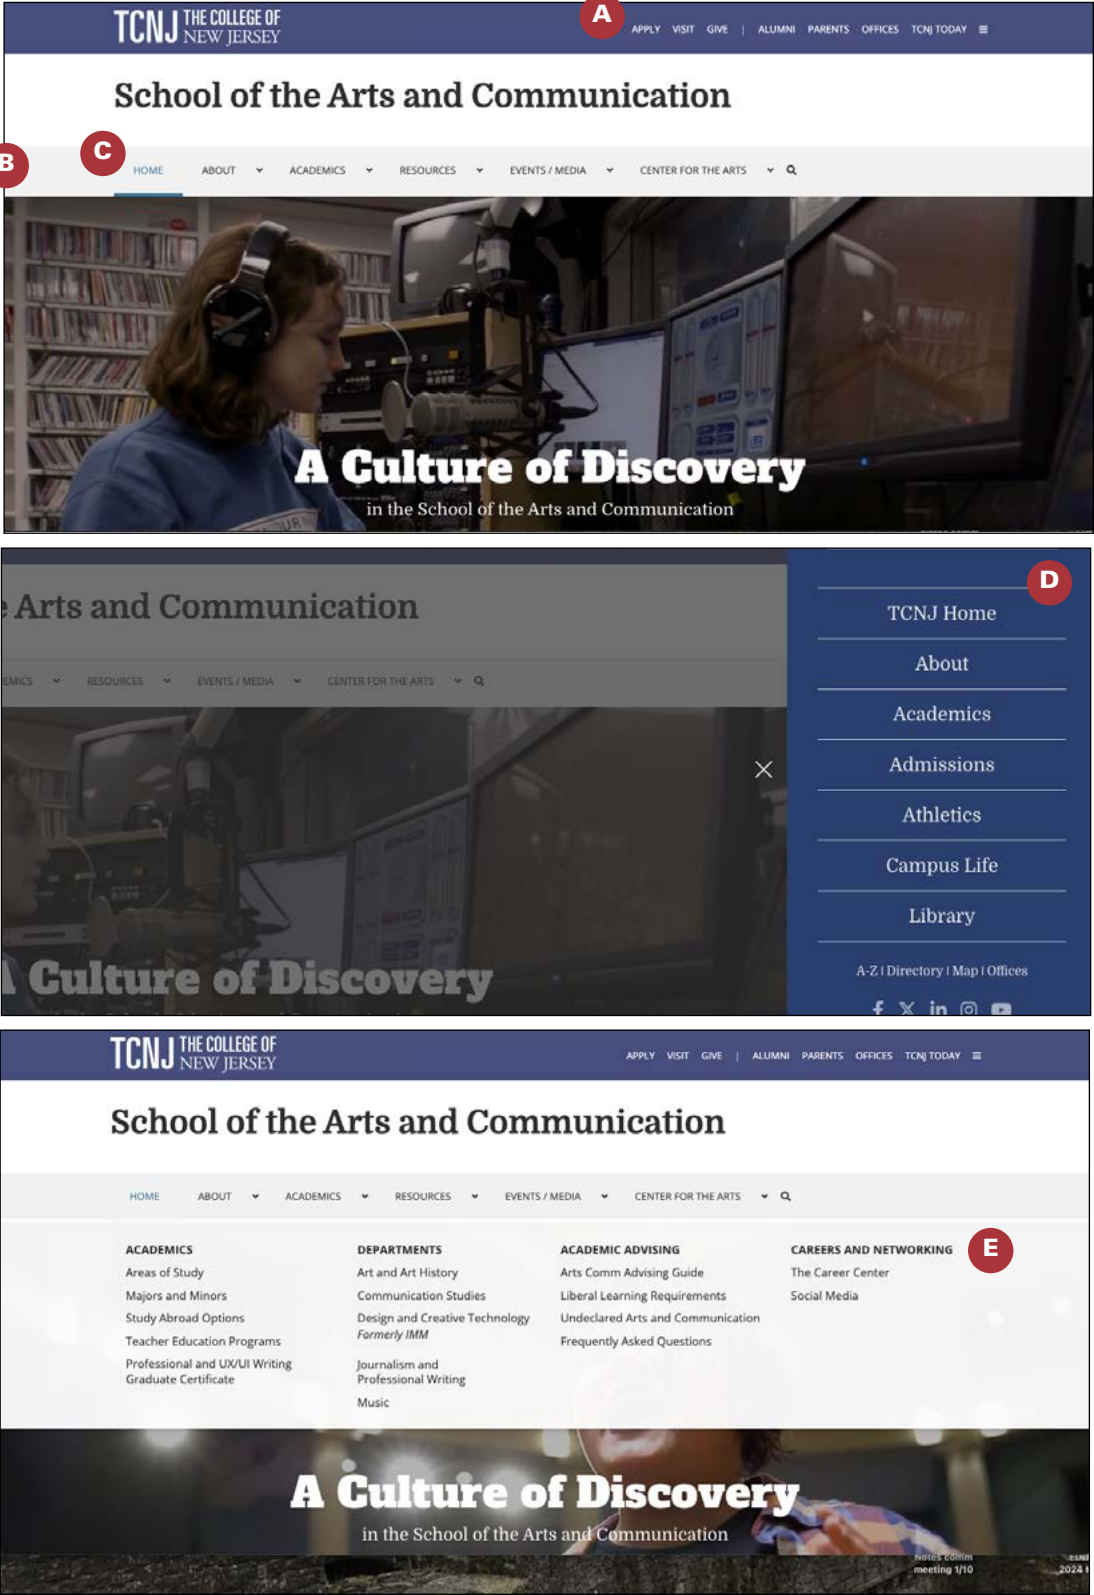 TCNJ THE COLLEGE OF NEW JERSEY
A
APPLY VISIT GIVE | ALUMNI PARENTS OFFICES TCNJ TODAY
School of the Arts and Communication
B
C
HOME ABOUT ACADEMICS RESOURCES EVENTS / MEDIA CENTER FOR THE ARTS
A Culture of Discovery
in the School of the Arts and Communication
D
Arts and Communication
EMICS RESOURCES EVENTS / MEDIA CENTER FOR THE ARTS
A Culture of Discovery
TCNJ Home
About
Academics
Admissions
Athletics
Campus Life
Library
A-Z | Directory | Map | Offices
TCNJ THE COLLEGE OF NEW JERSEY
APPLY VISIT GIVE | ALUMNI PARENTS OFFICES TCNJ TODAY
School of the Arts and Communication
HOME ABOUT ACADEMICS RESOURCES EVENTS / MEDIA CENTER FOR THE ARTS
E
ACADEMICS
Areas of Study
Majors and Minors
Study Abroad Options
Teacher Education Programs
Professional and UX/UI Writing
Graduate Certificate
DEPARTMENTS
Art and Art History
Communication Studies
Design and Creative Technology
Formerly IMM
Journalism and
Professional Writing
Music
ACADEMIC ADVISING
Arts Comm Advising Guide
Liberal Learning Requirements
Undeclared Arts and Communication
Frequently Asked Questions
CAREERS AND NETWORKING
The Career Center
Social Media
A Culture of Discovery
in the School of the Arts and Communication
Notes comm
meeting 1/10
2024